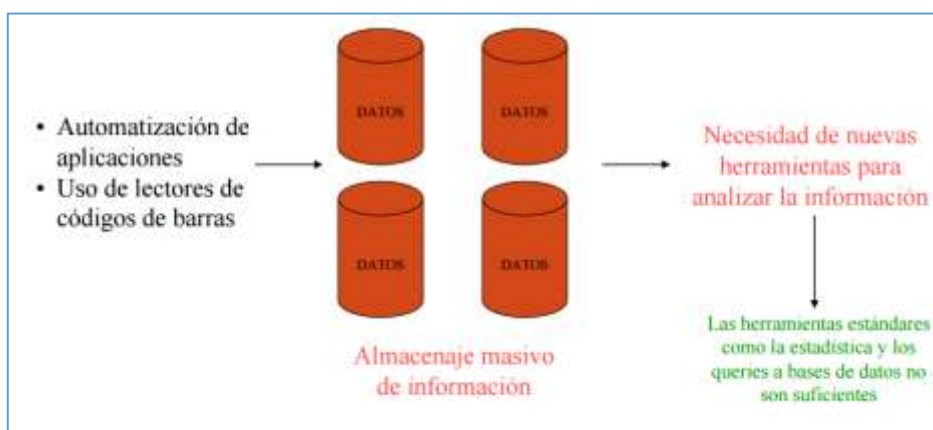 • Automatización de
aplicaciones
• Uso de lectores de
códigos de barras
DATOS
DATOS
DATOS
DATOS
Almacenaje masivo
de información
Necesidad de nuevas
herramientas para
analizar la información
Las herramientas estándares
como la estadística y los
queries a bases de datos no
son suficientes